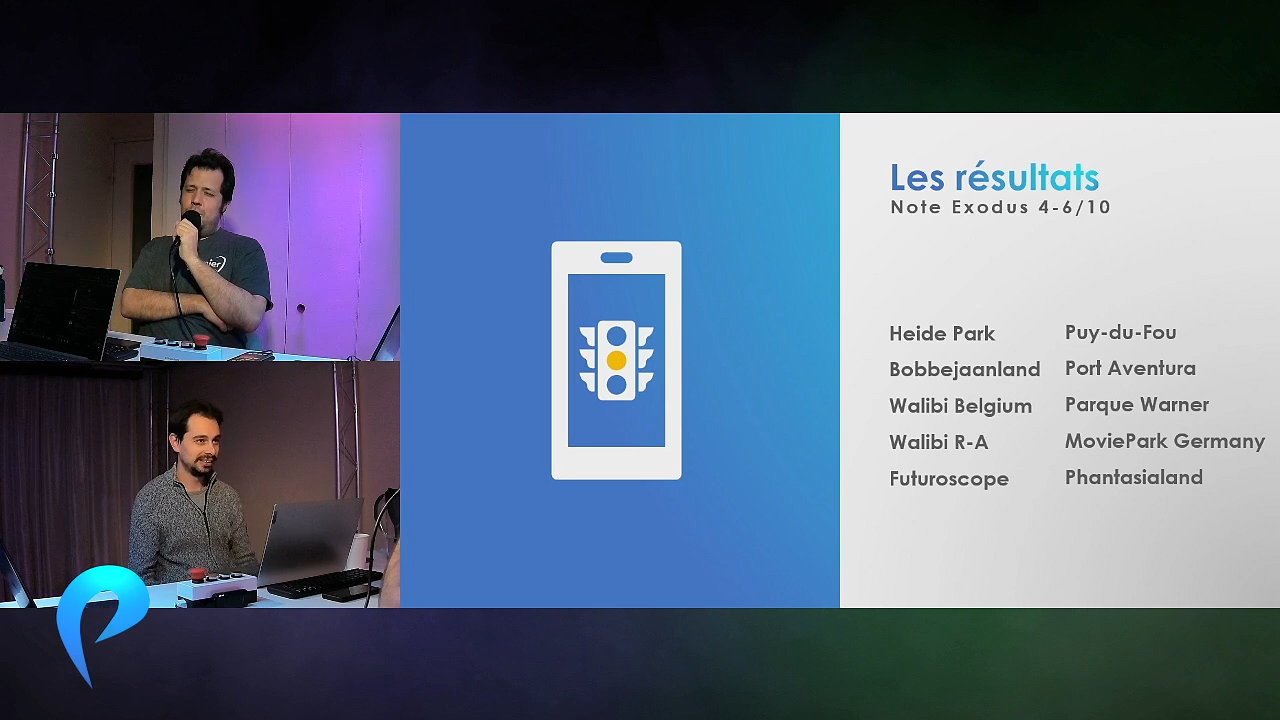 Les résultats
Note Exodus 4-6/10
Heide Park
Bobbejaanland
Walibi Belgium
Walibi R-A
Futuroscope
Puy-du-Fou
Port Aventura
Parque Warner
MoviePark Germany
Phantasialand